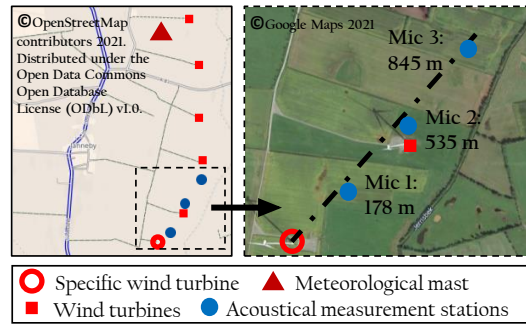 ©OpenStreetMap
contributors 2021.
Distributed under the
Open Data Commons
Open Database
License (ODbL) v1.0.
Janneby
©Google Maps 2021
Mic 3:
845 m
Mic 2:
535 m
Mic 1:
178 m
Specific wind turbine
Meteorological mast
Wind turbines
Acoustical measurement stations